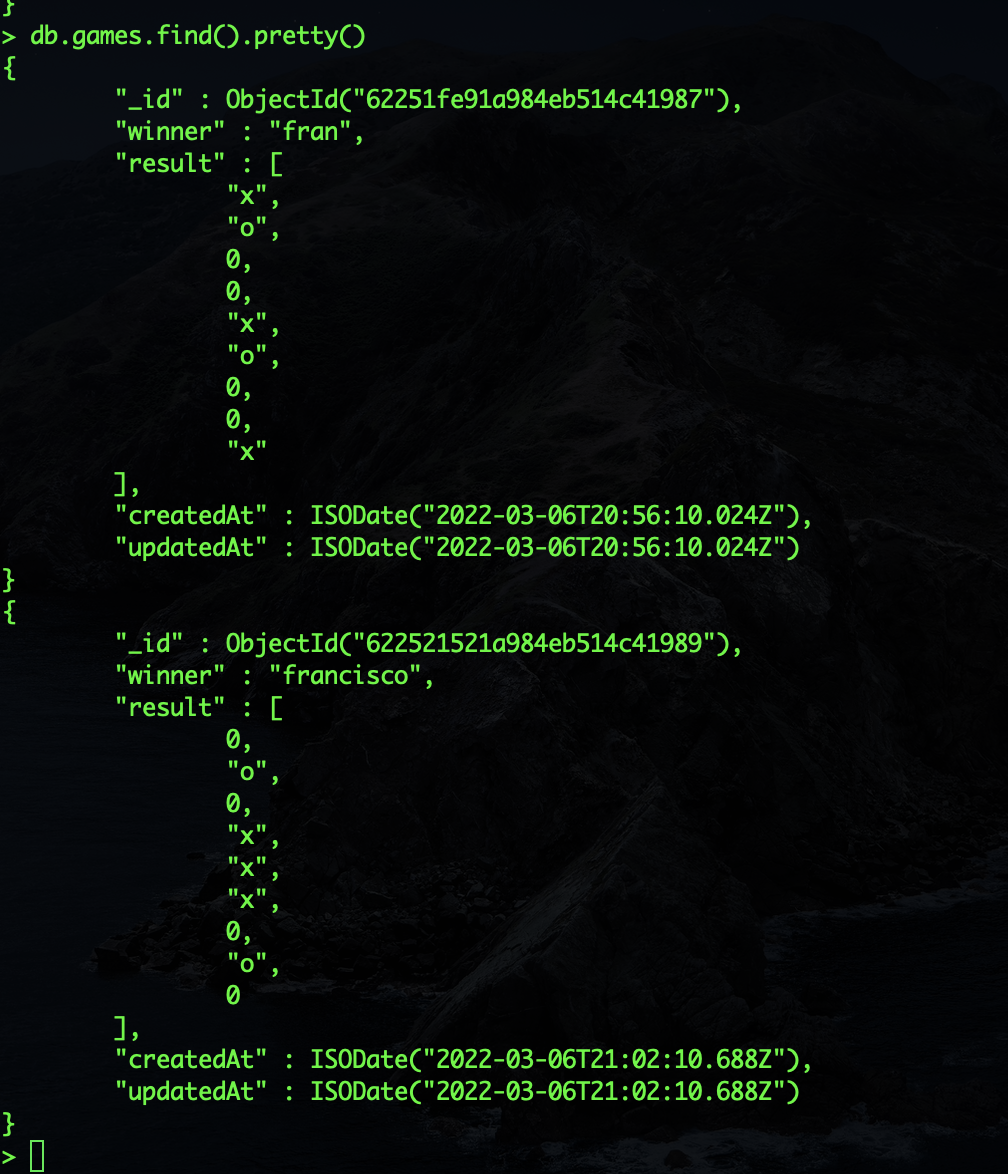 }
> db.games.find().pretty()
{
        "_id" : ObjectId("62251fe91a984eb514c41987"),
        "winner" : "fran",
        "result" : [
                "x",
                "o",
                0,
                0,
                "x",
                "o",
                0,
                0,
                "x"
        ],
        "createdAt" : ISODate("2022-03-06T20:56:10.024Z"),
        "updatedAt" : ISODate("2022-03-06T20:56:10.024Z")
}
{
        "_id" : ObjectId("622521521a984eb514c41989"),
        "winner" : "francisco",
        "result" : [
                0,
                "o",
                0,
                "x",
                "x",
                "x",
                0,
                "o",
                0
        ],
        "createdAt" : ISODate("2022-03-06T21:02:10.688Z"),
        "updatedAt" : ISODate("2022-03-06T21:02:10.688Z")
}
>